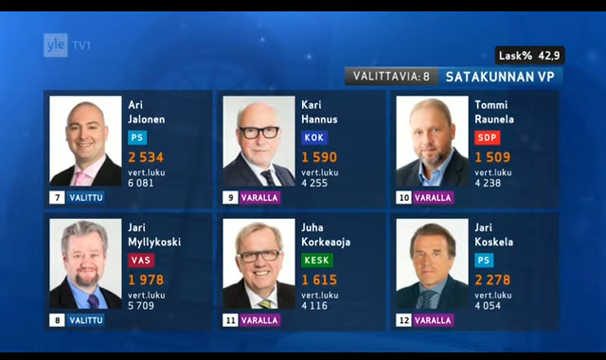 yle TV1
Lask% 42,9
VALITTAVIA: 8 SATAKUNNAN VP
Ari
Jalonen
PS
2 534
vert.luku
6 081
7 VALITTU
Kari
Hannus
KOK
1 590
vert.luku
4 255
9 VARALLA
Tommi
Raunela
SDP
1 509
vert.luku
4 238
10 VARALLA
Jari
Myllykoski
VAS
1 978
vert.luku
5 709
8 VALITTU
Juha
Korkeaoja
KESK
1 615
vert.luku
4 116
11 VARALLA
Jari
Koskela
PS
2 278
vert.luku
4 054
12 VARALLA